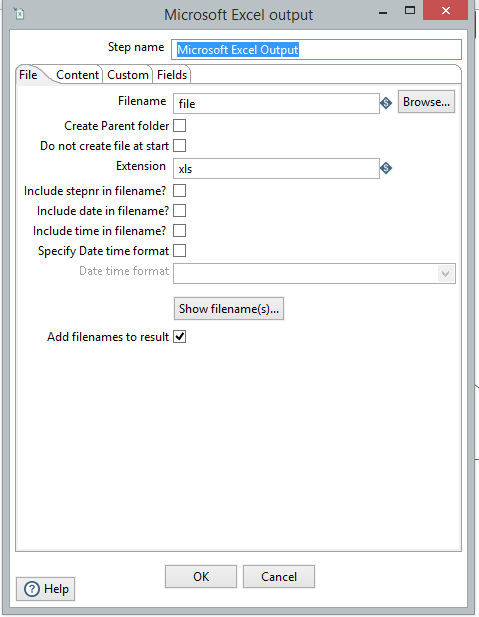 Microsoft Excel output
Step name Microsoft Excel Output
File Content Custom Fields
Filename file S Browse...
Create Parent folder
Do not create file at start
Extension xls S
Include stepnr in filename?
Include date in filename?
Include time in filename?
Specify Date time format
Date time format
Show filename(s)...
Add filenames to result
OK Cancel
? Help